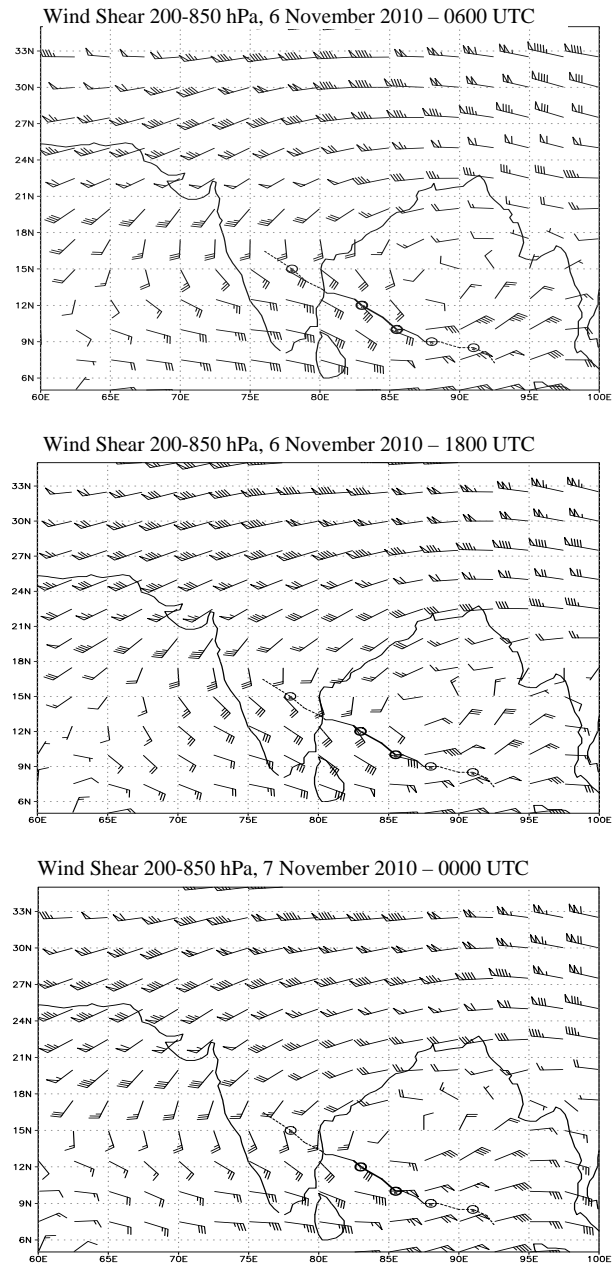 Wind Shear 200-850 hPa, 6 November 2010 – 0600 UTC
33N
30N
27N
24N
21N
18N
15N
12N
9N
6N
60E 65E 70E 75E 80E 85E 90E 95E 100E
Wind Shear 200-850 hPa, 6 November 2010 – 1800 UTC
33N
30N
27N
24N
21N
18N
15N
12N
9N
6N
60E 65E 70E 75E 80E 85E 90E 95E 100E
Wind Shear 200-850 hPa, 7 November 2010 – 0000 UTC
33N
30N
27N
24N
21N
18N
15N
12N
9N
6N
60E 65E 70E 75E 80E 85E 90E 95E 100E